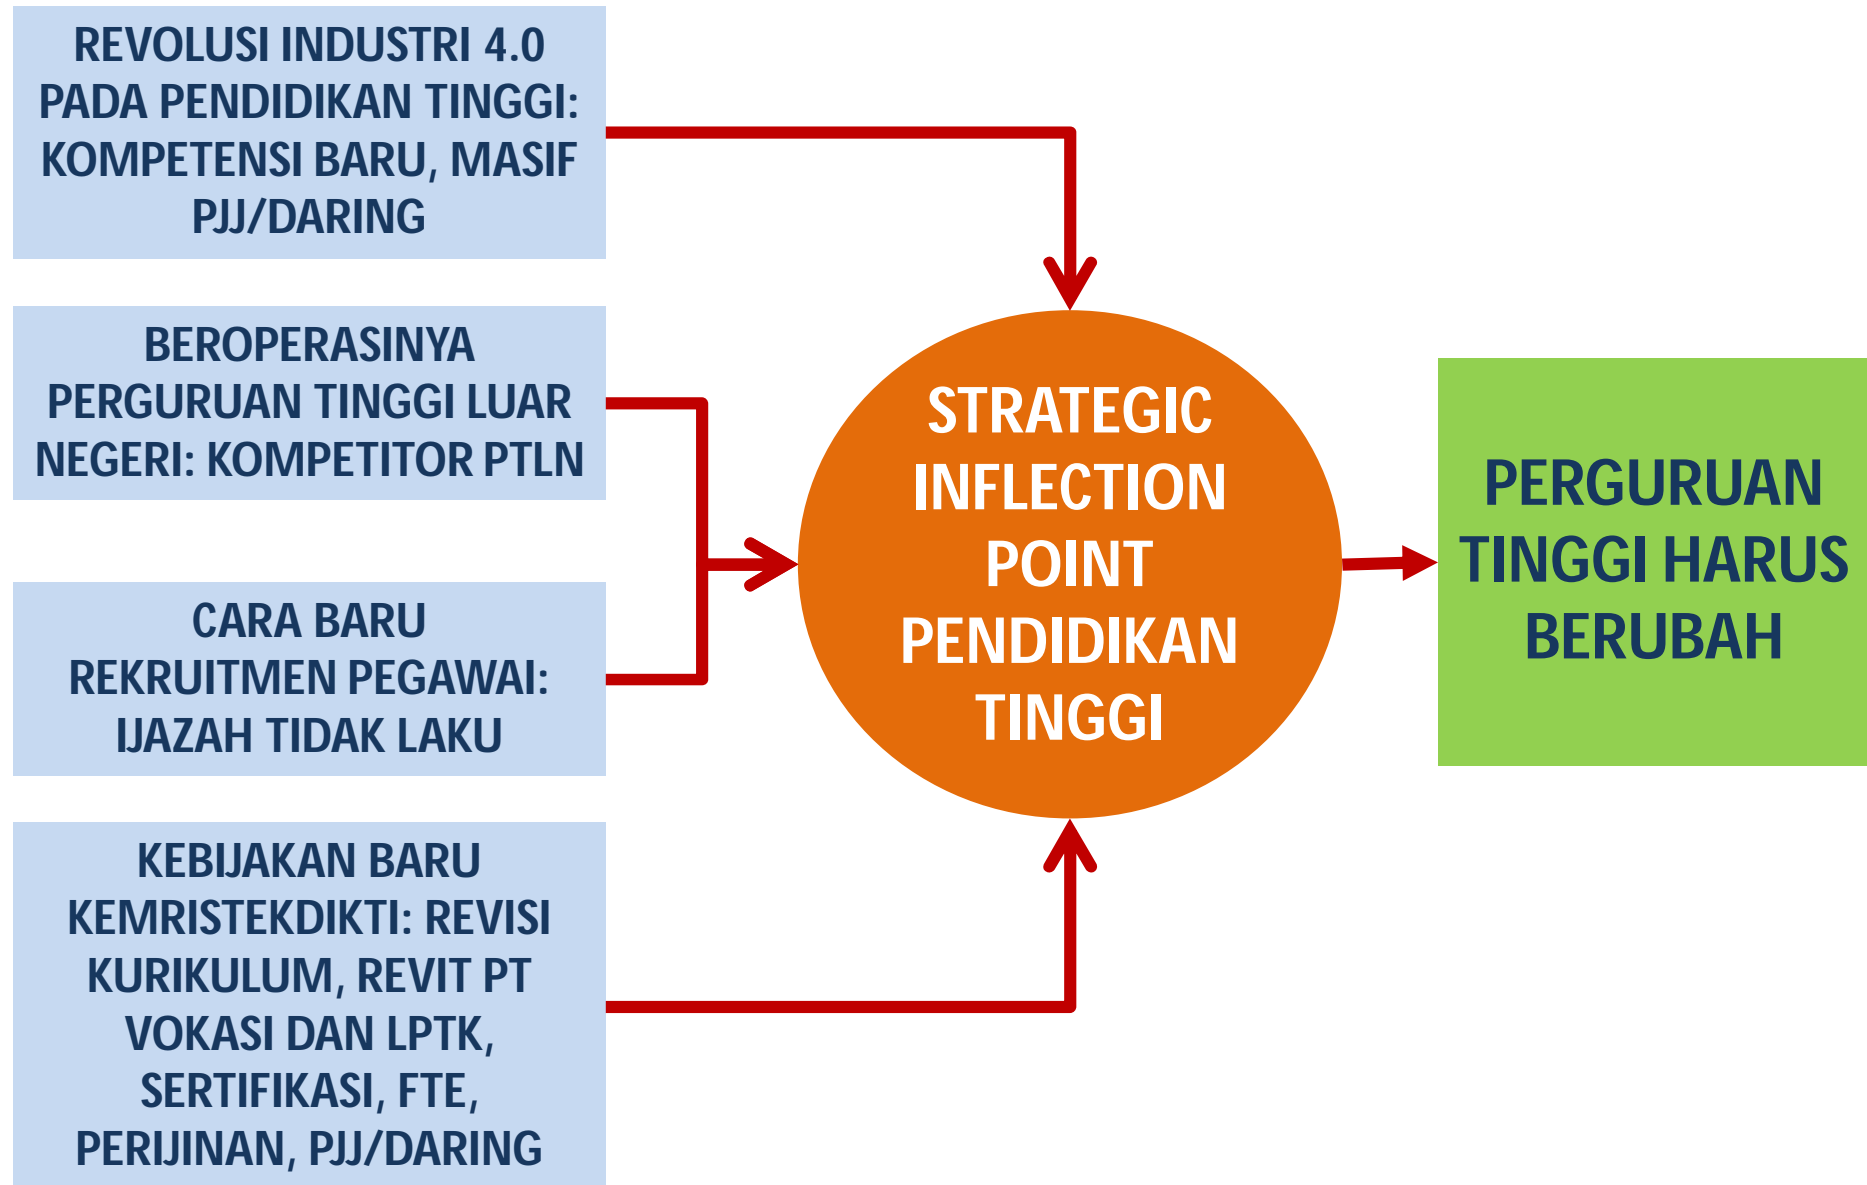 REVOLUSI INDUSTRI 4.0
PADA PENDIDIKAN TINGGI:
KOMPETENSI BARU, MASIF
PJJ/DARING
BEROPERASINYA
PERGURUAN TINGGI LUAR
NEGERI: KOMPETITOR PTLN
CARA BARU
REKRUITMEN PEGAWAI:
IJAZAH TIDAK LAKU
KEBIJAKAN BARU
KEMRISTEKDIKTI: REVISI
KURIKULUM, REVIT PT
VOKASI DAN LPTK,
SERTIFIKASI, FTE,
PERIJINAN, PJJ/DARING
STRATEGIC
INFLECTION
POINT
PENDIDIKAN
TINGGI
PERGURUAN
TINGGI HARUS
BERUBAH